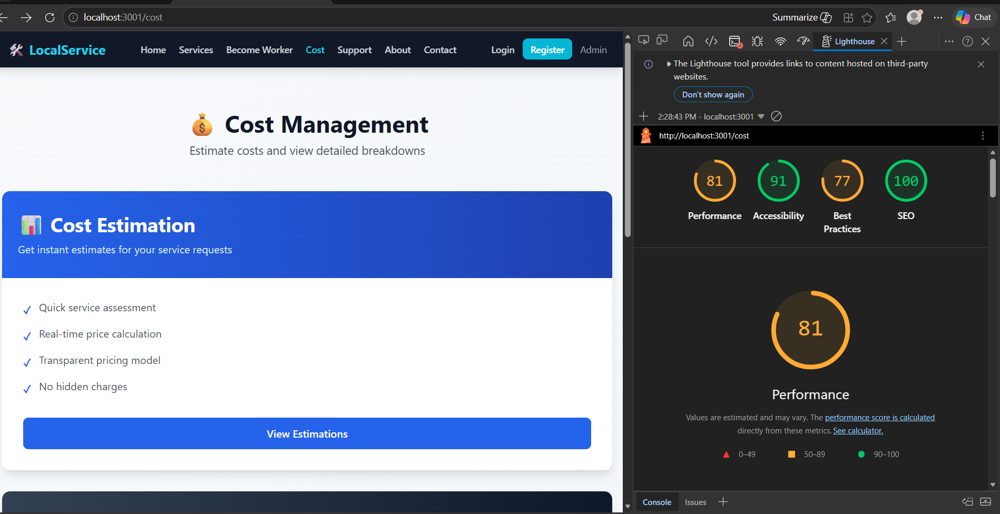 localhost:3001/cost
Summarize
Chat
LocalService
Home
Services
Become Worker
Cost
Support
About
Contact
Login
Register
Admin
Cost Management
Estimate costs and view detailed breakdowns
Cost Estimation
Get instant estimates for your service requests
✓ Quick service assessment
✓ Real-time price calculation
✓ Transparent pricing model
✓ No hidden charges
View Estimations
Lighthouse
The Lighthouse tool provides links to content hosted on third-party
websites.
Don't show again
2:28:43 PM - localhost:3001
http://localhost:3001/cost
81
Performance
91
Accessibility
77
Best
Practices
100
SEO
81
Performance
Values are estimated and may vary. The performance score is calculated
directly from these metrics. See calculator.
0–49
50–89
90–100
Console
Issues